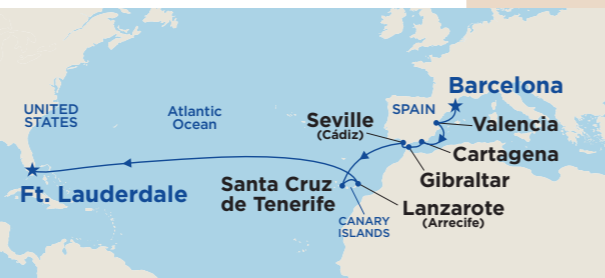 UNITED
STATES
Atlantic
Ocean
Ft. Lauderdale
Barcelona
SPAIN
Seville
(Cádiz)
Valencia
Cartagena
Gibraltar
Santa Cruz
de Tenerife
Lanzarote
(Arrecife)
CANARY
ISLANDS